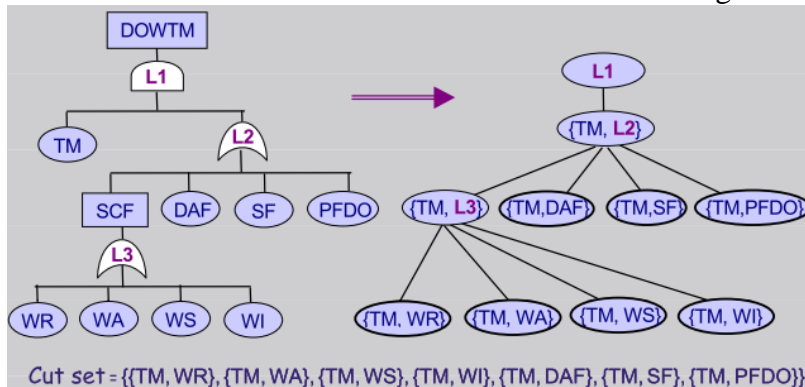 DOWTM
L1
L1
TM
L2
{TM, L2}
SCF
DAF
SF
PFDO
{TM, L3}
{TM,DAF}
{TM,SF}
{TM,PFDO}
L3
WR
WA
WS
WI
{TM, WR}
{TM, WA}
{TM, WS}
{TM, WI}
Cut set = {{TM, WR}, {TM, WA}, {TM, WS}, {TM, WI}, {TM, DAF}, {TM, SF}, {TM, PFDO}}